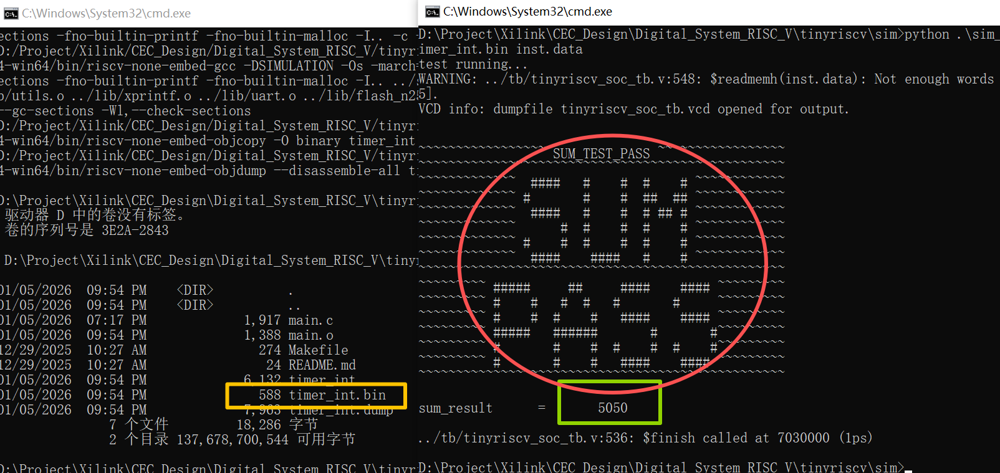 C:\Windows\System32\cmd.exe
ections -fno-builtin-printf -fno-builtin-malloc -I.. -c
D:/Project/Xilink/CEC_Design/Digital_System_RISC_V/tinyr
4-win64/bin/riscv-none-embed-gcc -DSIMULATION -Os -march
ections -fno-builtin-printf -fno-builtin-malloc -I.. ../
b/utils.o ../lib/xprintf.o ../lib/uart.o ../lib/flash_n2
--gc-sections -Wl,--check-sections
D:/Project/Xilink/CEC_Design/Digital_System_RISC_V/tinyr
4-win64/bin/riscv-none-embed-objcopy -O binary timer_int
D:/Project/Xilink/CEC_Design/Digital_System_RISC_V/tinyr
4-win64/bin/riscv-none-embed-objdump --disassemble-all t
D:\Project\Xilink\CEC_Design\Digital_System_RISC_V\tinyr
驱动器 D 中的卷没有标签。
卷的序列号是 3E2A-2843
D:\Project\Xilink\CEC_Design\Digital_System_RISC_V\tiny
01/05/2026  09:54 PM    <DIR>          .
01/05/2026  09:54 PM    <DIR>          ..
01/05/2026  07:17 PM             1,917 main.c
01/05/2026  09:54 PM             1,388 main.o
12/29/2025  10:27 AM               274 Makefile
12/29/2025  10:27 AM                24 README.md
01/05/2026  09:54 PM             6,132 timer_int
01/05/2026  09:54 PM               588 timer_int.bin
01/05/2026  09:54 PM             7,963 timer_int.dump
7 个文件         18,286 字节
2 个目录 137,678,700,544 可用字节
D:\Project\Xilink\CEC_Design\Digital_System_RISC_V\tinyr
C:\Windows\System32\cmd.exe
D:\Project\Xilink\CEC_Design\Digital_System_RISC_V\tinyriscv\sim>python .\sim_
imer_int.bin inst.data
test running...
WARNING: ../tb/tinyriscv_soc_tb.v:548: $readmemh(inst.data): Not enough words
5].
VCD info: dumpfile tinyriscv_soc_tb.vcd opened for output.
SUM_TEST_PASS
SUM
PASS
sum_result      =       5050
../tb/tinyriscv_soc_tb.v:536: $finish called at 7030000 (1ps)
D:\Project\Xilink\CEC_Design\Digital_System_RISC_V\tinyriscv\sim>